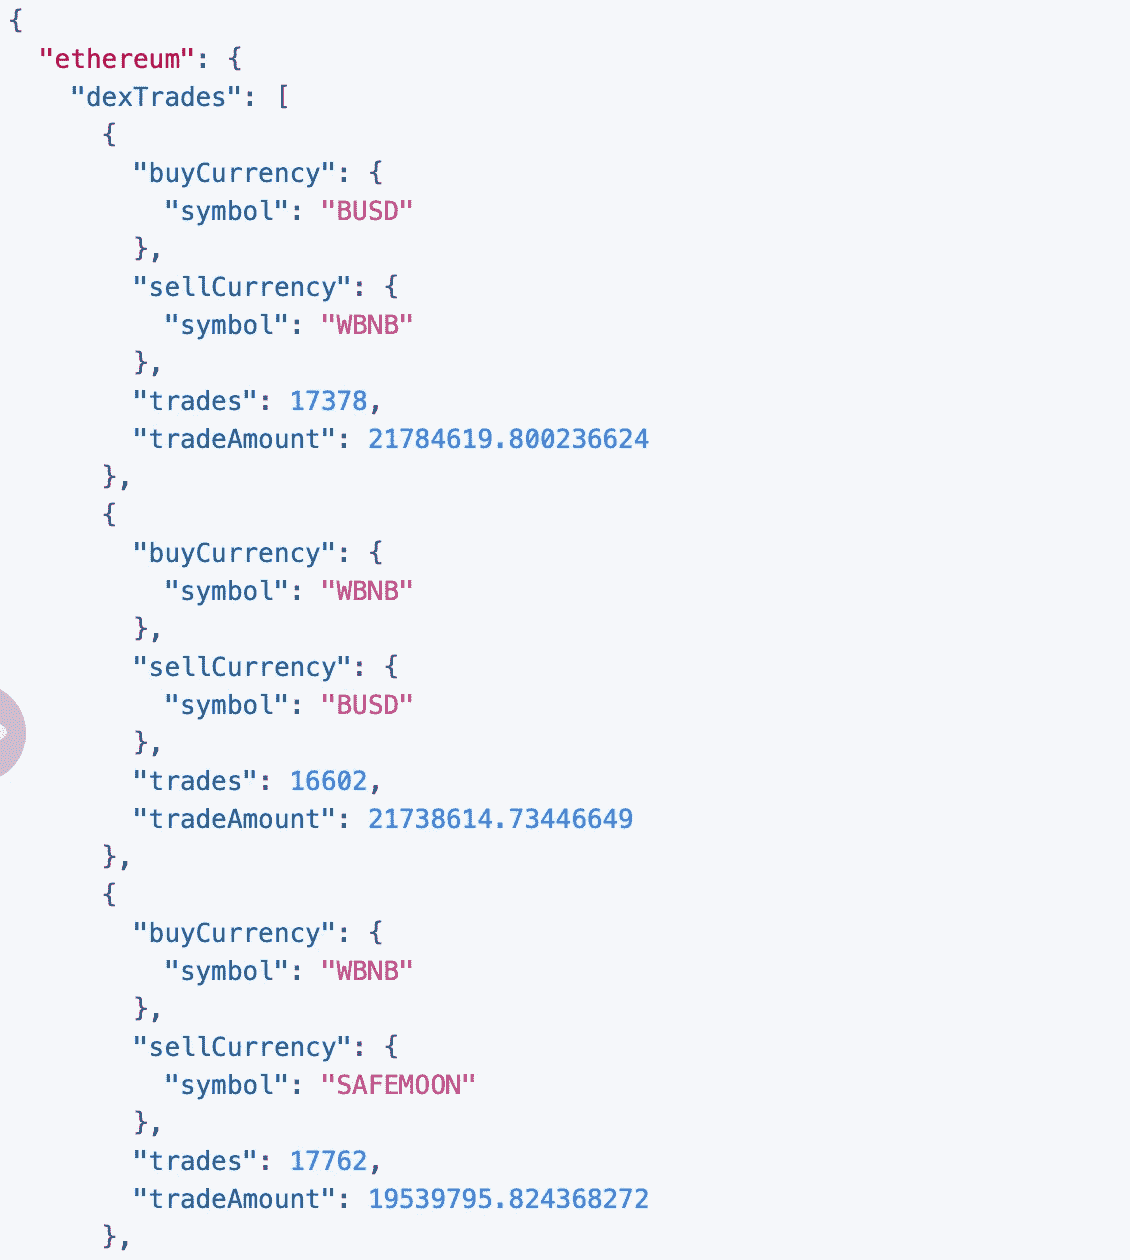 {
"ethereum": {
"dexTrades": [
{
"buyCurrency": {
"symbol": "BUSD"
},
"sellCurrency": {
"symbol": "WBNB"
},
"trades": 17378,
"tradeAmount": 21784619.800236624
},
{
"buyCurrency": {
"symbol": "WBNB"
},
"sellCurrency": {
"symbol": "BUSD"
},
"trades": 16602,
"tradeAmount": 21738614.73446649
},
{
"buyCurrency": {
"symbol": "WBNB"
},
"sellCurrency": {
"symbol": "SAFEMOON"
},
"trades": 17762,
"tradeAmount": 19539795.824368272
},